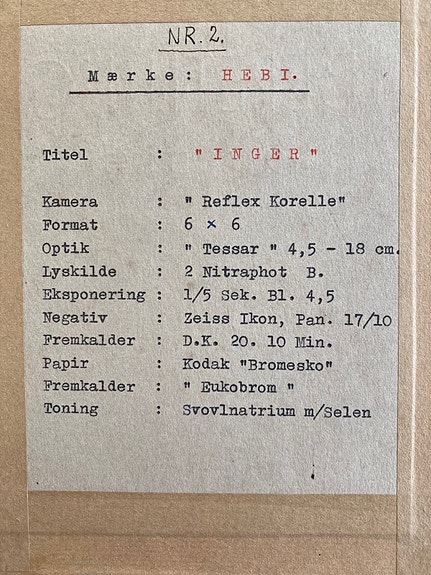 NR. 2.
Mærke: HEBI.
Titel : "INGER"
Kamera : " Reflex Korelle"
Format : 6 × 6
Optik : " Tessar " 4,5 - 18 cm.
Lyskilde : 2 Nitraphot B.
Eksponering : 1/5 Sek. Bl. 4,5
Negativ : Zeiss Ikon, Pan. 17/10
Fremkalder : D.K. 20. 10 Min.
Papir : Kodak "Bromesko"
Fremkalder : " Eukobrom "
Toning : Svovlnatrium m/Selen